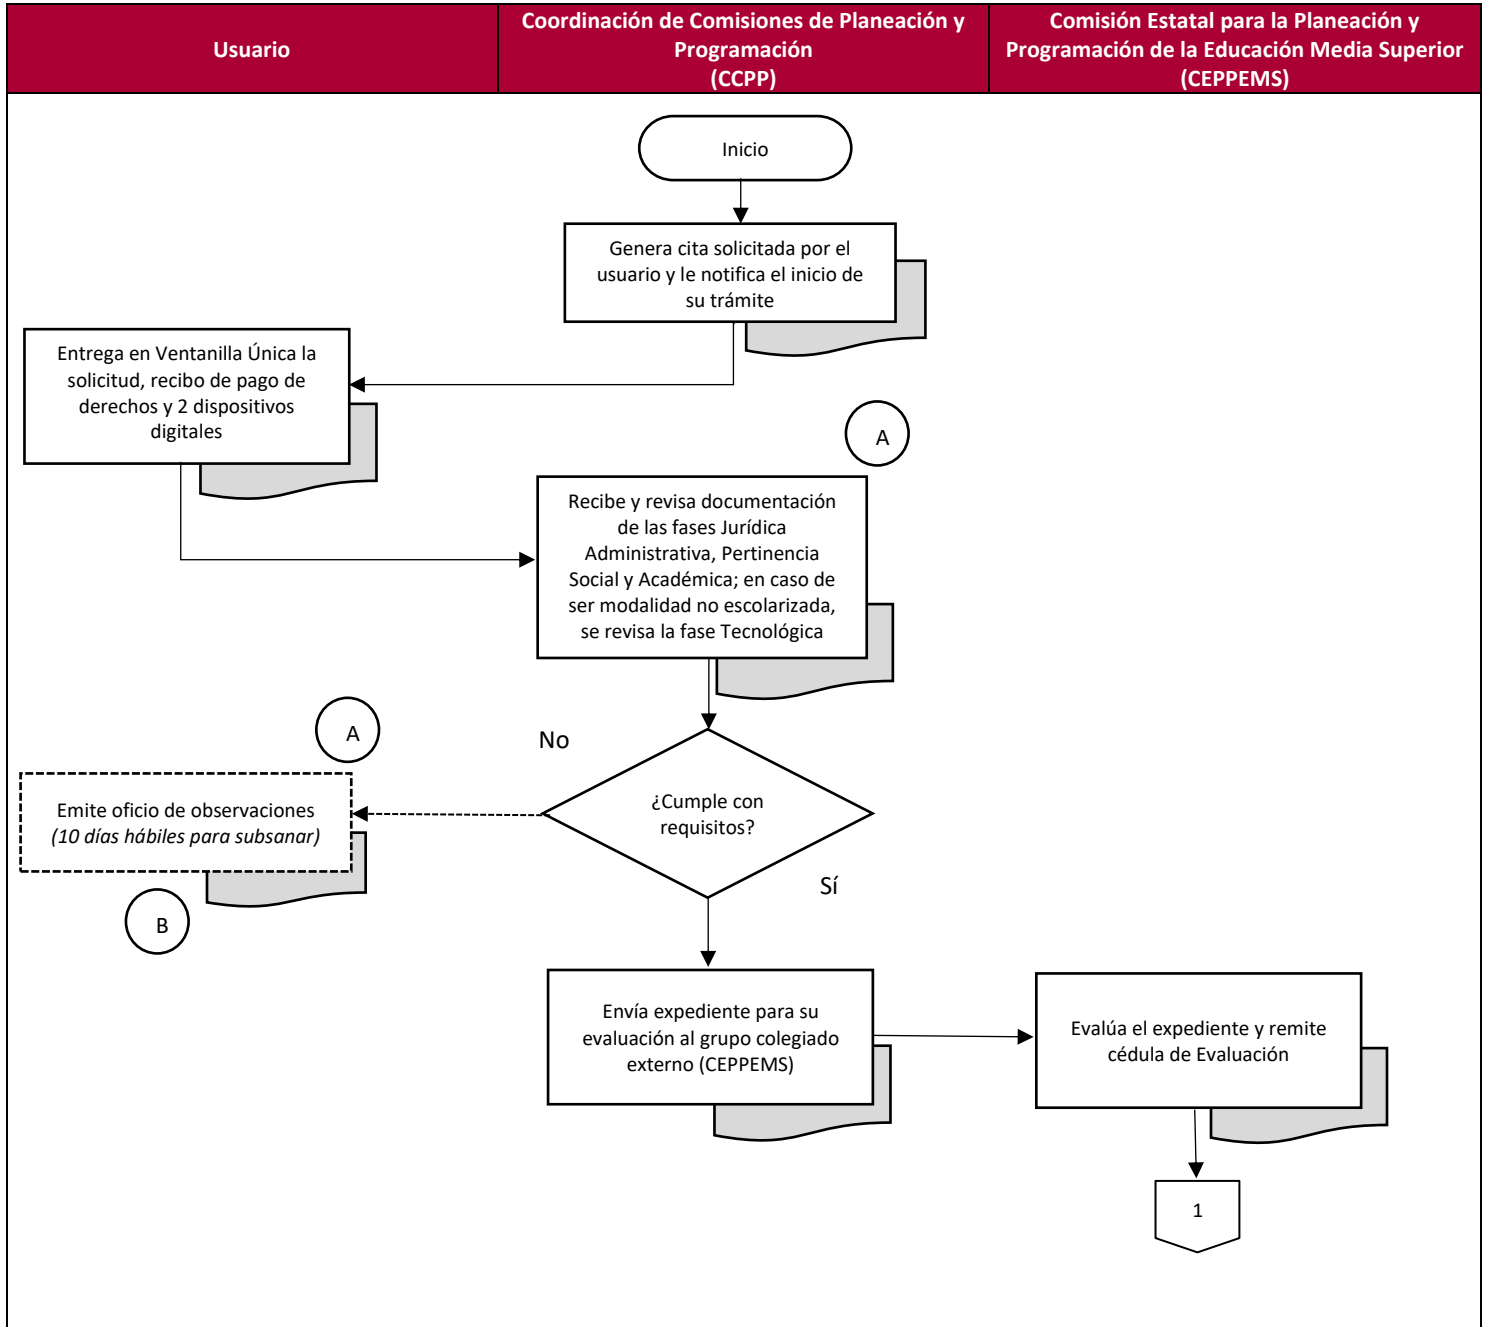 Usuario
Coordinación de Comisiones de Planeación y
Programación
(CCPP)
Comisión Estatal para la Planeación y
Programación de la Educación Media Superior
(CEPPEMS)
Inicio
Genera cita solicitada por el
usuario y le notifica el inicio de
su trámite
Entrega en Ventanilla Única la
solicitud, recibo de pago de
derechos y 2 dispositivos
digitales
A
Recibe y revisa documentación
de las fases Jurídica
Administrativa, Pertinencia
Social y Académica; en caso de
ser modalidad no escolarizada,
se revisa la fase Tecnológica
A
No
¿Cumple con
requisitos?
Emite oficio de observaciones
(10 días hábiles para subsanar)
B
Sí
Envía expediente para su
evaluación al grupo colegiado
externo (CEPPEMS)
Evalúa el expediente y remite
cédula de Evaluación
1